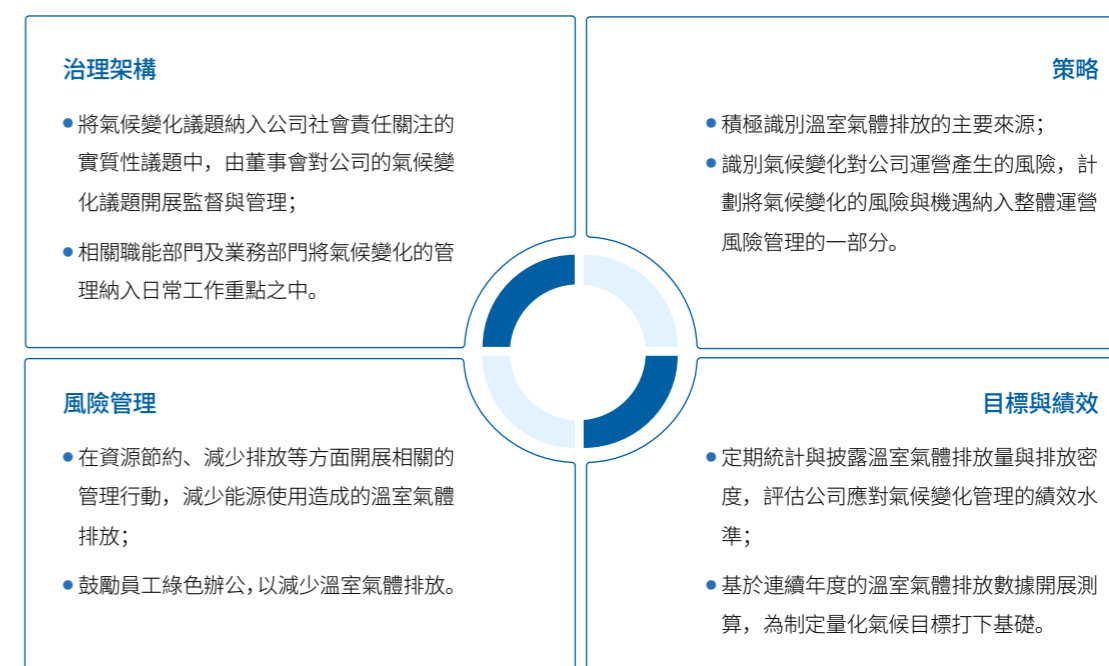 治理架構
•將氣候變化議題納入公司社會責任關注的
實質性議題中，由董事會對公司的氣候變
化議題開展監督與管理；
•相關職能部門及業務部門將氣候變化的管
理納入日常工作重點之中。
策略
•積極識別溫室氣體排放的主要來源；
•識別氣候變化對公司運營產生的風險，計
劃將氣候變化的風險與機遇納入整體運營
風險管理的一部分。
風險管理
•在資源節約、減少排放等方面開展相關的
管理行動，減少能源使用造成的溫室氣體
排放；
•鼓勵員工綠色辦公，以減少溫室氣體排放。
目標與績效
•定期統計與披露溫室氣體排放量與排放密
度，評估公司應對氣候變化管理的績效水
準；
•基於連續年度的溫室氣體排放數據開展測
算，為制定量化氣候目標打下基礎。